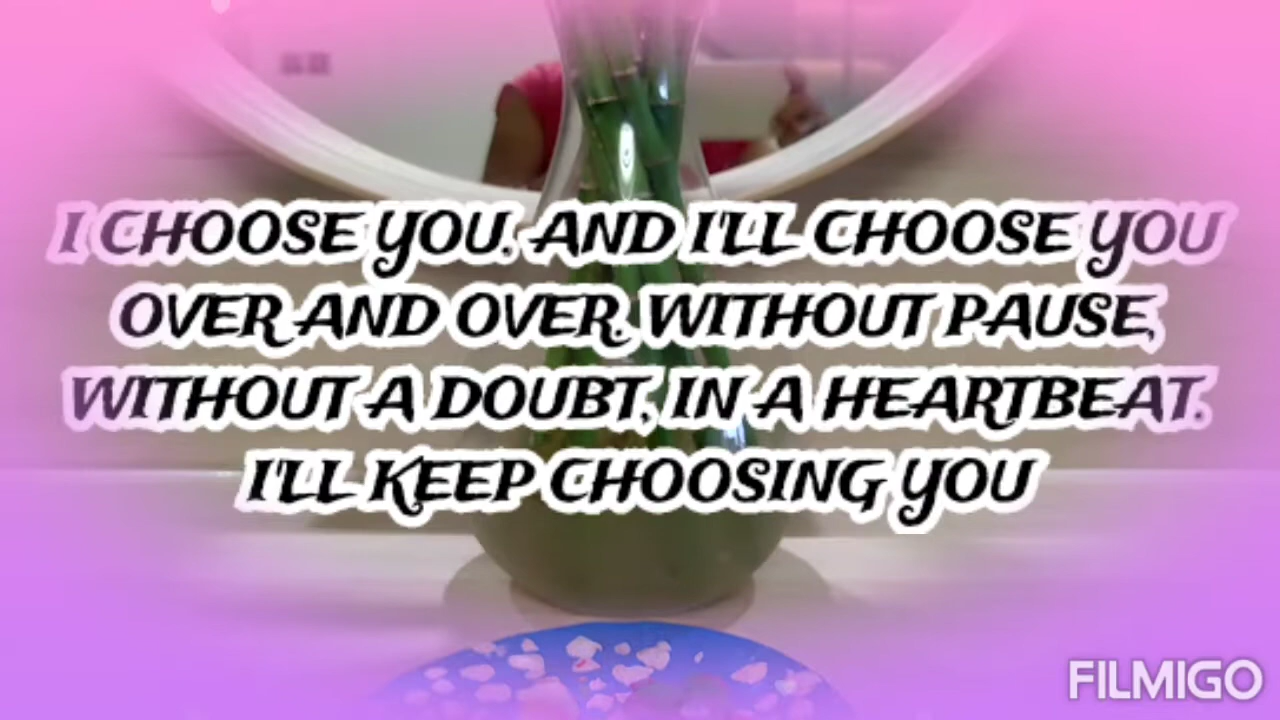 I CHOOSE YOU. AND I'LL CHOOSE YOU
OVER AND OVER. WITHOUT PAUSE,
WITHOUT A DOUBT, IN A HEARTBEAT.
I'LL KEEP CHOOSING YOU
FILMIGO